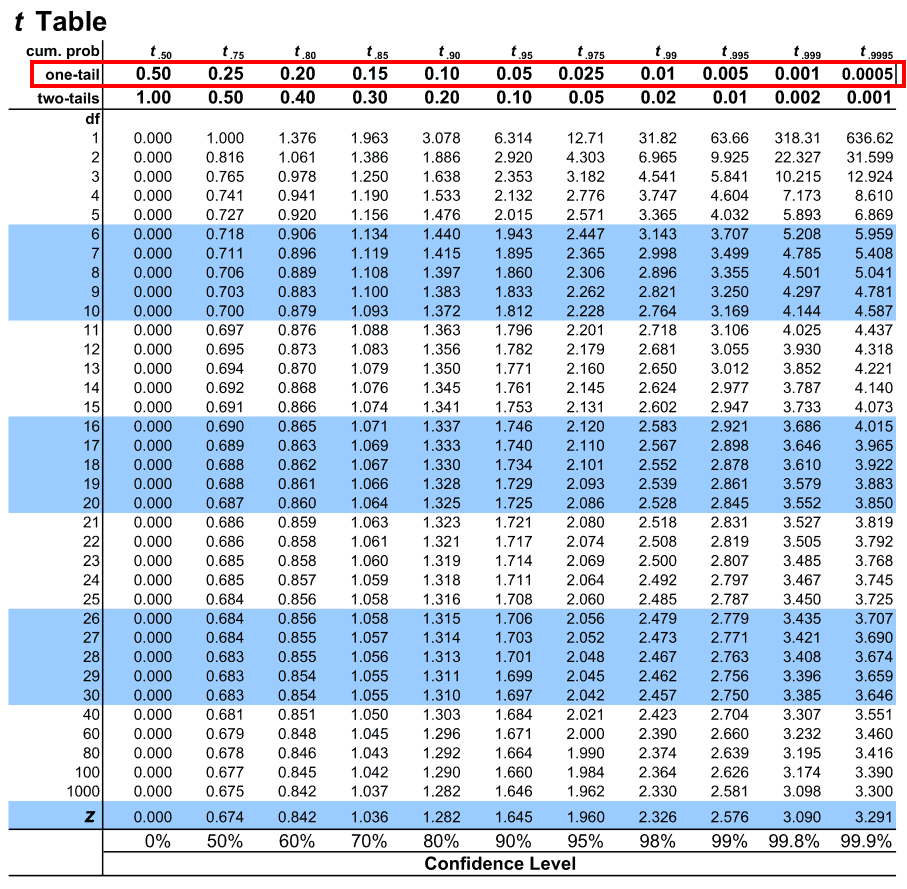 t Table
cum. prob t .50 t .75 t .80 t .85 t .90 t .95 t .975 t .99 t .995 t .999 t .9995
one-tail 0.50 0.25 0.20 0.15 0.10 0.05 0.025 0.01 0.005 0.001 0.0005
two-tails 1.00 0.50 0.40 0.30 0.20 0.10 0.05 0.02 0.01 0.002 0.001
df
1 0.000 1.000 1.376 1.963 3.078 6.314 12.71 31.82 63.66 318.31 636.62
2 0.000 0.816 1.061 1.386 1.886 2.920 4.303 6.965 9.925 22.327 31.599
3 0.000 0.765 0.978 1.250 1.638 2.353 3.182 4.541 5.841 10.215 12.924
4 0.000 0.741 0.941 1.190 1.533 2.132 2.776 3.747 4.604 7.173 8.610
5 0.000 0.727 0.920 1.156 1.476 2.015 2.571 3.365 4.032 5.893 6.869
6 0.000 0.718 0.906 1.134 1.440 1.943 2.447 3.143 3.707 5.208 5.959
7 0.000 0.711 0.896 1.119 1.415 1.895 2.365 2.998 3.499 4.785 5.408
8 0.000 0.706 0.889 1.108 1.397 1.860 2.306 2.896 3.355 4.501 5.041
9 0.000 0.703 0.883 1.100 1.383 1.833 2.262 2.821 3.250 4.297 4.781
10 0.000 0.700 0.879 1.093 1.372 1.812 2.228 2.764 3.169 4.144 4.587
11 0.000 0.697 0.876 1.088 1.363 1.796 2.201 2.718 3.106 4.025 4.437
12 0.000 0.695 0.873 1.083 1.356 1.782 2.179 2.681 3.055 3.930 4.318
13 0.000 0.694 0.870 1.079 1.350 1.771 2.160 2.650 3.012 3.852 4.221
14 0.000 0.692 0.868 1.076 1.345 1.761 2.145 2.624 2.977 3.787 4.140
15 0.000 0.691 0.866 1.074 1.341 1.753 2.131 2.602 2.947 3.733 4.073
16 0.000 0.690 0.865 1.071 1.337 1.746 2.120 2.583 2.921 3.686 4.015
17 0.000 0.689 0.863 1.069 1.333 1.740 2.110 2.567 2.898 3.646 3.965
18 0.000 0.688 0.862 1.067 1.330 1.734 2.101 2.552 2.878 3.610 3.922
19 0.000 0.688 0.861 1.066 1.328 1.729 2.093 2.539 2.861 3.579 3.883
20 0.000 0.687 0.860 1.064 1.325 1.725 2.086 2.528 2.845 3.552 3.850
21 0.000 0.686 0.859 1.063 1.323 1.721 2.080 2.518 2.831 3.527 3.819
22 0.000 0.686 0.858 1.061 1.321 1.717 2.074 2.508 2.819 3.505 3.792
23 0.000 0.685 0.858 1.060 1.319 1.714 2.069 2.500 2.807 3.485 3.768
24 0.000 0.685 0.857 1.059 1.318 1.711 2.064 2.492 2.797 3.467 3.745
25 0.000 0.684 0.856 1.058 1.316 1.708 2.060 2.485 2.787 3.450 3.725
26 0.000 0.684 0.856 1.058 1.315 1.706 2.056 2.479 2.779 3.435 3.707
27 0.000 0.684 0.855 1.057 1.314 1.703 2.052 2.473 2.771 3.421 3.690
28 0.000 0.683 0.855 1.056 1.313 1.701 2.048 2.467 2.763 3.408 3.674
29 0.000 0.683 0.854 1.055 1.311 1.699 2.045 2.462 2.756 3.396 3.659
30 0.000 0.683 0.854 1.055 1.310 1.697 2.042 2.457 2.750 3.385 3.646
40 0.000 0.681 0.851 1.050 1.303 1.684 2.021 2.423 2.704 3.307 3.551
60 0.000 0.679 0.848 1.045 1.296 1.671 2.000 2.390 2.660 3.232 3.460
80 0.000 0.678 0.846 1.043 1.292 1.664 1.990 2.374 2.639 3.195 3.416
100 0.000 0.677 0.845 1.042 1.290 1.660 1.984 2.364 2.626 3.174 3.390
1000 0.000 0.675 0.842 1.037 1.282 1.646 1.962 2.330 2.581 3.098 3.300
Z 0.000 0.674 0.842 1.036 1.282 1.645 1.960 2.326 2.576 3.090 3.291
0% 50% 60% 70% 80% 90% 95% 98% 99% 99.8% 99.9%
Confidence Level